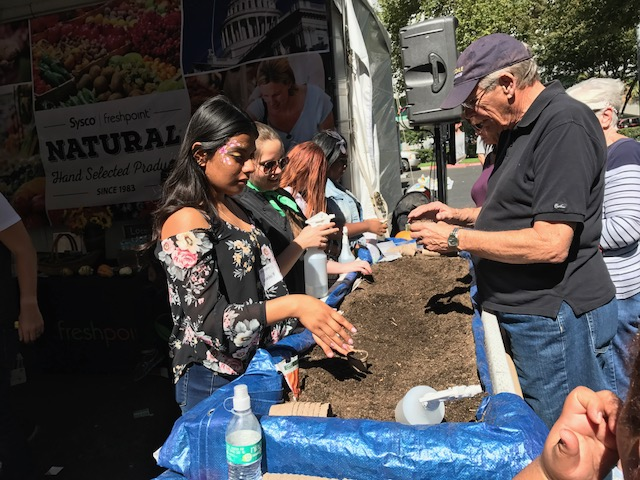 Sysco | freshpoint
NATURAL
Hand Selected Produce
SINCE 1983
freshpoint